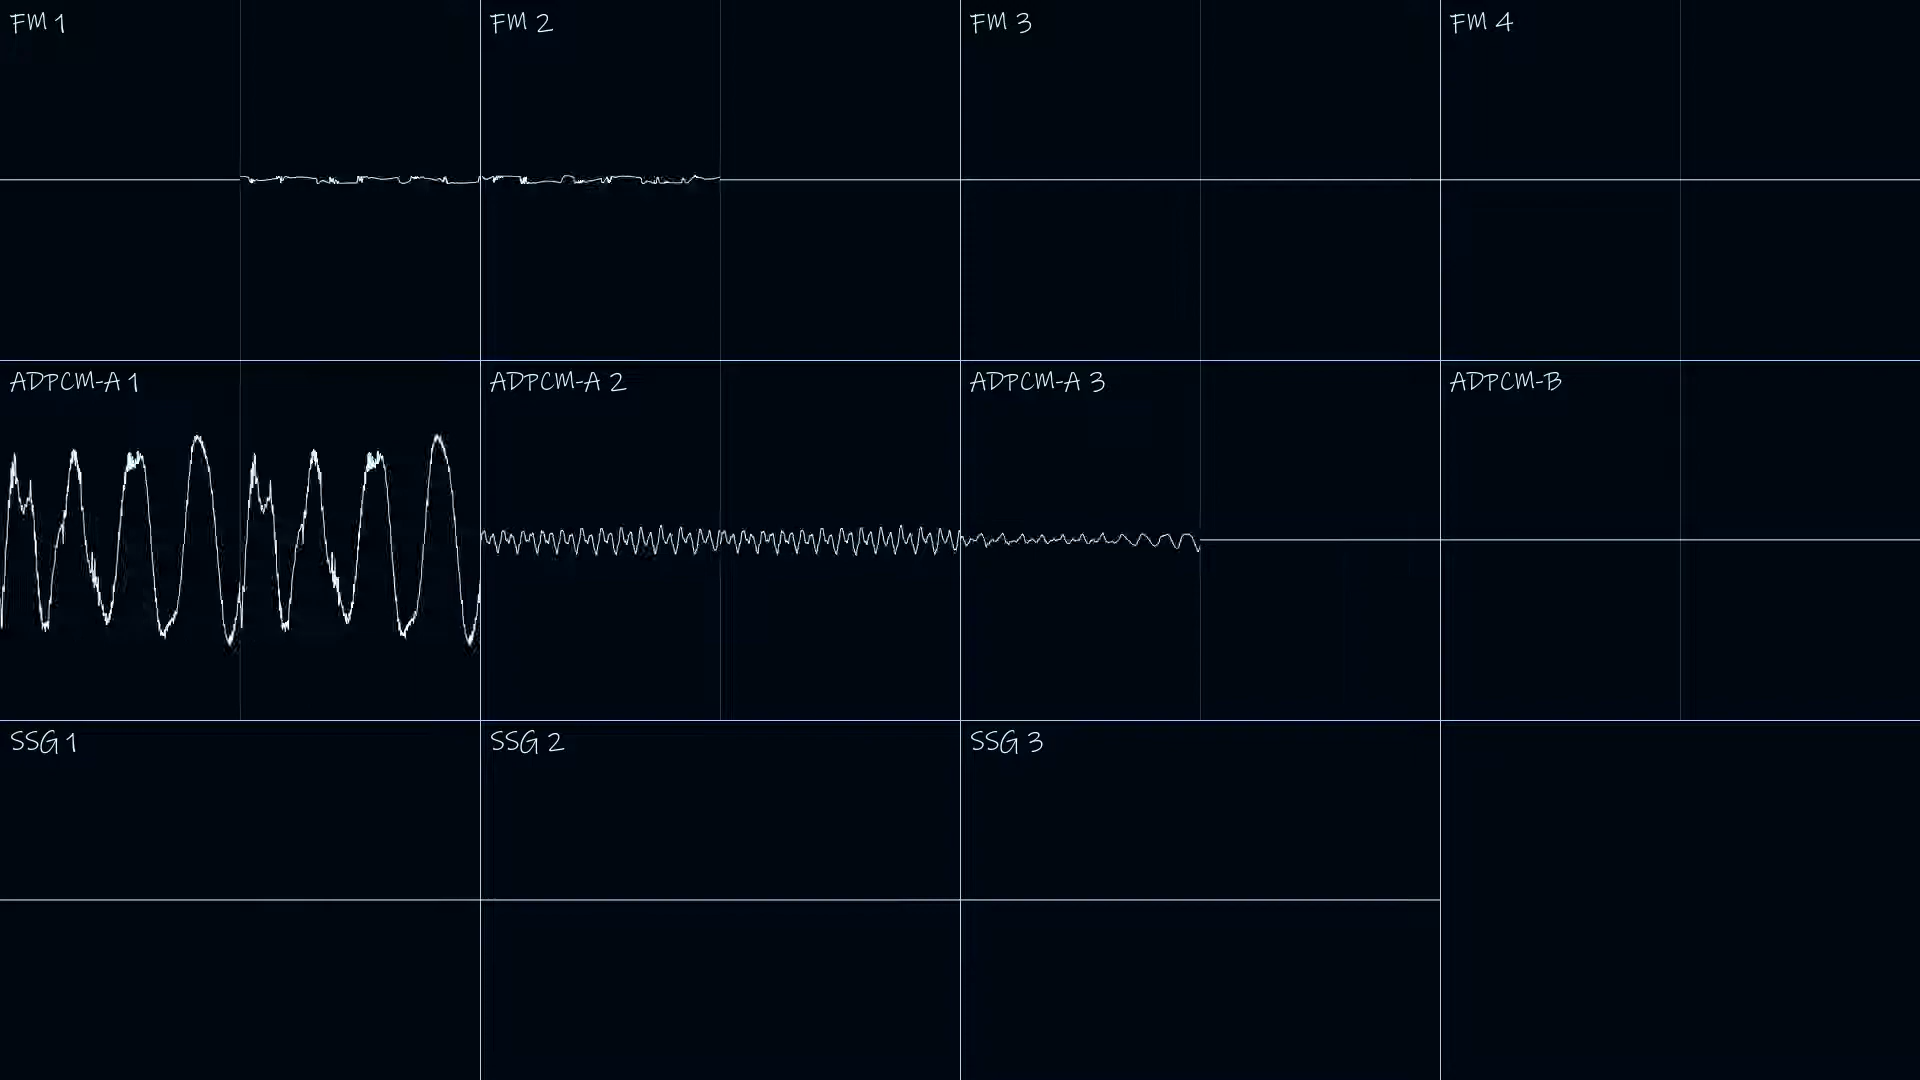 FM 1
FM 2
FM 3
FM 4
ADPCM-A 1
ADPCM-A 2
ADPCM-A 3
ADPCM-B
SSG 1
SSG 2
SSG 3